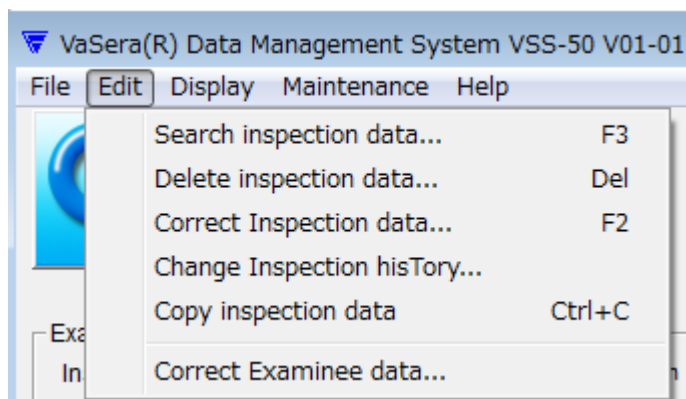 VaSera(R) Data Management System VSS-50 V01-01
File Edit Display Maintenance Help
Search inspection data... F3
Delete inspection data... Del
Correct Inspection data... F2
Change Inspection hisTory...
Copy inspection data Ctrl+C
Correct Examinee data...